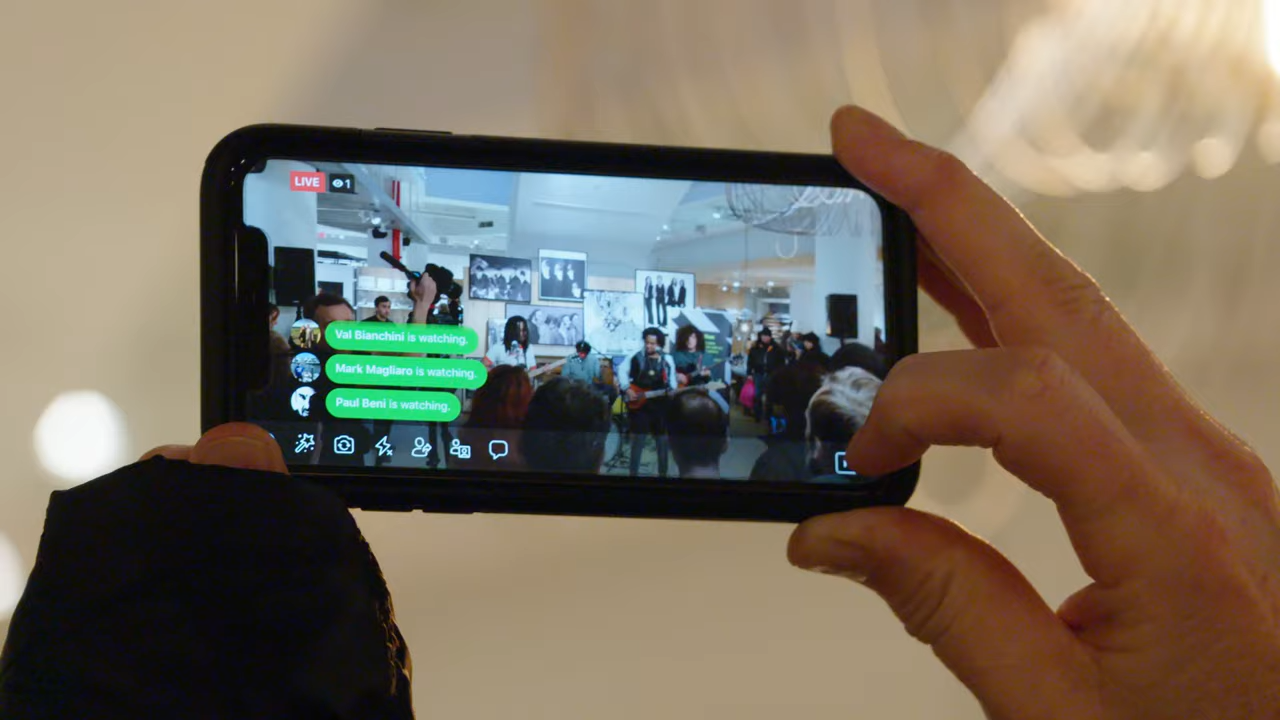 LIVE 1
Val Bianchini is watching.
Mark Magliaro is watching.
Paul Beni is watching.